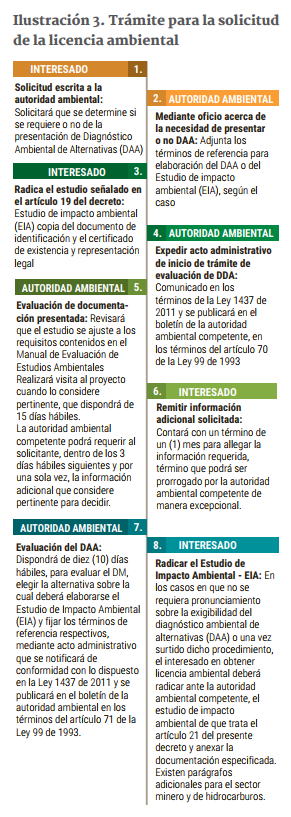 Ilustración 3. Trámite para la solicitud
de la licencia ambiental
INTERESADO 1.
Solicitud escrita a la
autoridad ambiental:
Solicitará que se determine si
se requiere o no de la
presentación de Diagnóstico
Ambiental de Alternativas (DAA)
2. AUTORIDAD AMBIENTAL
Mediante oficio acerca de
la necesidad de presentar
o no DAA: Adjunta los
términos de referencia para
elaboración del DAA o del
Estudio de impacto
ambiental (EIA), según el
caso
INTERESADO 3.
Radica el estudio señalado en
el artículo 19 del decreto:
Estudio de impacto ambiental
(EIA) copia del documento de
identificación y el certificado
de existencia y representación
legal
4. AUTORIDAD AMBIENTAL
Expedir acto administrativo
de inicio de trámite de
evaluación de DDA:
Comunicado en los
términos de la Ley 1437 de
2011 y se publicará en el
boletín de la autoridad
ambiental competente, en
los términos del artículo 70
de la Ley 99 de 1993
AUTORIDAD AMBIENTAL 5.
Evaluación de documenta-
ción presentada: Revisará
que el estudio se ajuste a los
requisitos contenidos en el
Manual de Evaluación de
Estudios Ambientales
Realizará visita al proyecto
cuando lo considere
pertinente, que dispondrá de
15 días hábiles.
La autoridad ambiental
competente podrá requerir al
solicitante, dentro de los 3
días hábiles siguientes y por
una sola vez, la información
adicional que considere
pertinente para decidir.
6. INTERESADO
Remitir información
adicional solicitada:
Contará con un término de
un (1) mes para allegar la
información requerida,
término que podrá ser
prorrogado por la autoridad
ambiental competente de
manera excepcional.
AUTORIDAD AMBIENTAL 7.
Evaluación del DAA:
Dispondrá de diez (10) días
hábiles, para evaluar el DM,
elegir la alternativa sobre la
cual deberá elaborarse el
Estudio de Impacto Ambiental
(EIA) y fijar los términos de
referencia respectivos,
mediante acto administrativo
que se notificará de
conformidad con lo dispuesto
en la Ley 1437 de 2011 y se
publicará en el boletín de la
autoridad ambiental en los
términos del artículo 71 de la
Ley 99 de 1993.
8. INTERESADO
Radicar el Estudio de
Impacto Ambiental - EIA: En
los casos en que no se
requiera pronunciamiento
sobre la exigibilidad del
diagnóstico ambiental de
alternativas (DAA) o una vez
surtido dicho procedimiento,
el interesado en obtener
licencia ambiental deberá
radicar ante la autoridad
ambiental competente, el
estudio de impacto
ambiental de que trata el
artículo 21 del presente
decreto y anexar la
documentación especificada.
Existen parágrafos
adicionales para el sector
minero y de hidrocarburos.